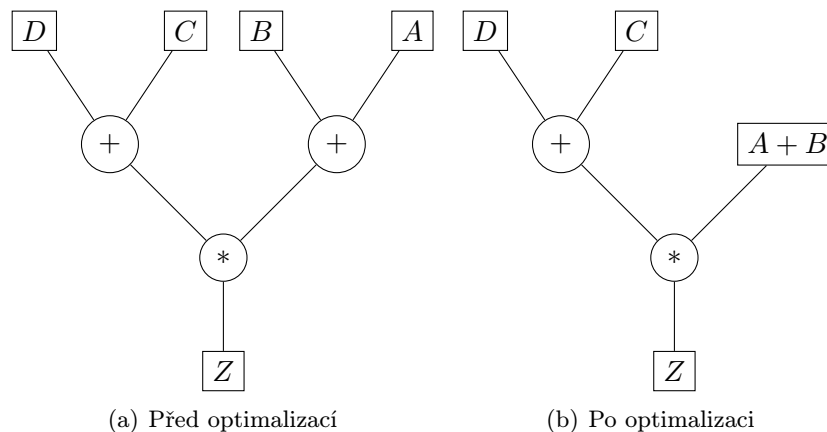 D C B A D C
+ + + A + B
* *
Z Z
(a) Před optimalizací (b) Po optimalizaci